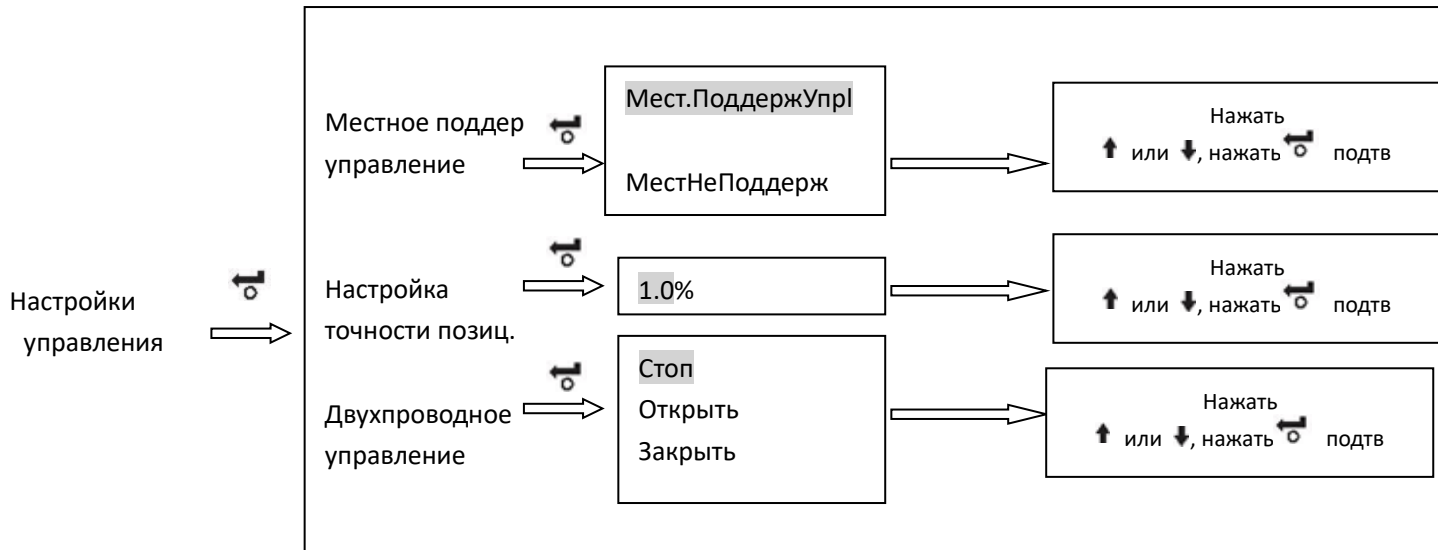 Настройки
управления
Местное поддер
управление
Мест.ПоддержУпрl
МестНеПоддерж
Нажать
или , нажать подтв
Настройка
точности позиц.
1.0%
Нажать
или , нажать подтв
Двухпроводное
управление
Стоп
Открыть
Закрыть
Нажать
или , нажать подтв